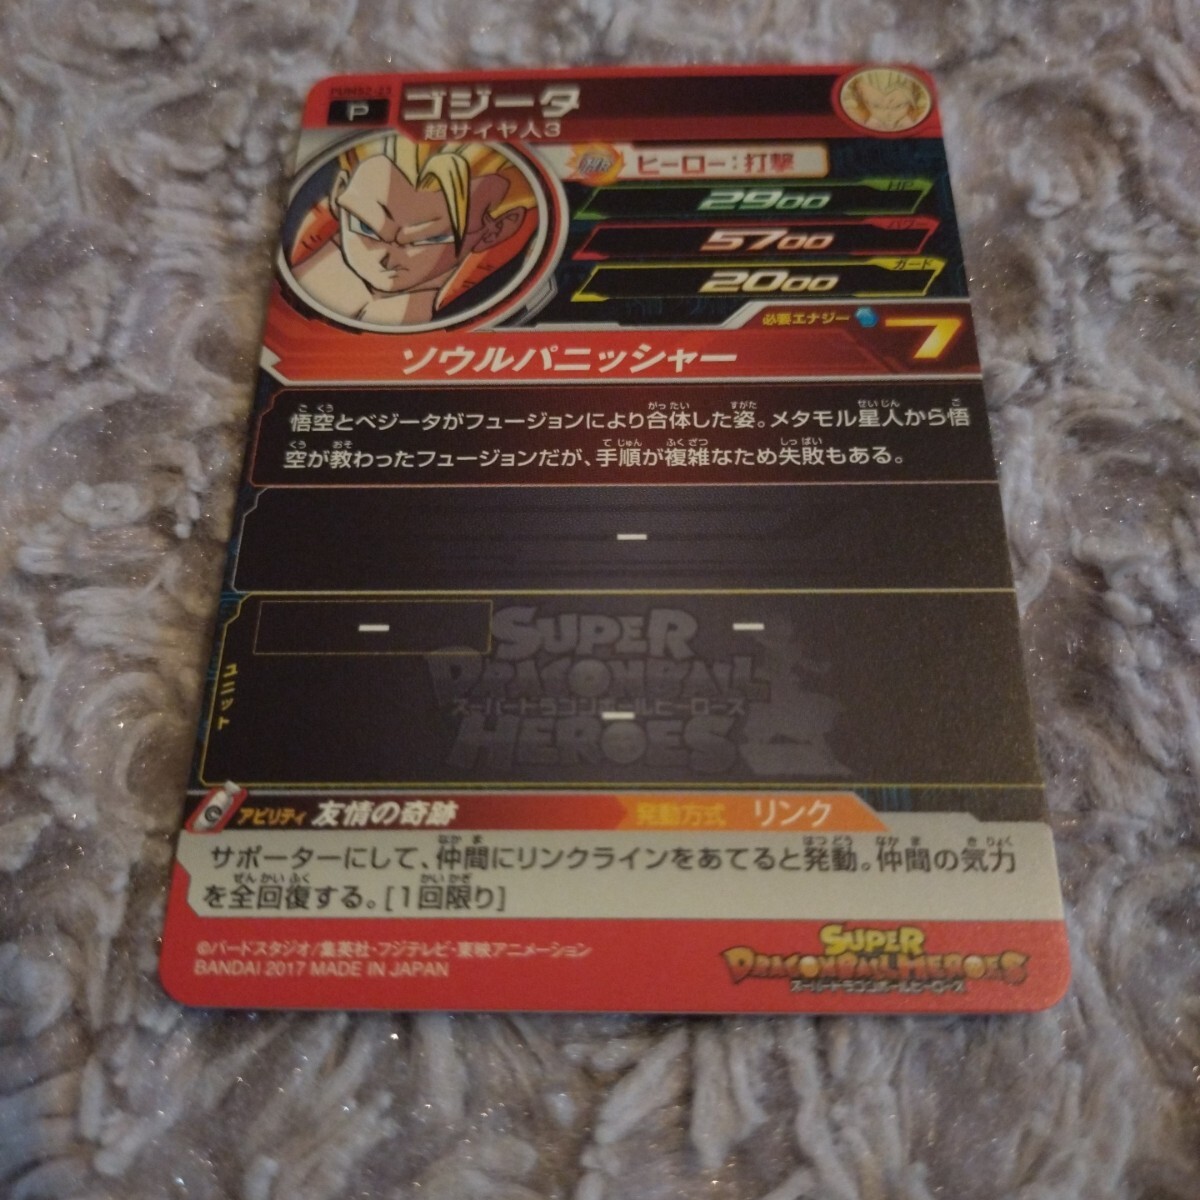 PUMS2-23
P
ゴジータ
超サイヤ人3
ヒーロー：打撃
HP
2900
パワー
5700
ガード
2000
必要エナジー 7
ソウルパニッシャー
悟空とベジータがフュージョンにより合体した姿。メタモル星人から悟
空が教わったフュージョンだが、手順が複雑なため失敗もある。
ー
ユニット
ー
ー
ー
SUPER
DRAGONBALL
スーパードラゴンボールヒーローズ
HEROES
アビリティ 友情の奇跡 発動方式 リンク
サポーターにして、仲間にリンクラインをあてると発動。仲間の気力
を全回復する。[1回限り]
©バードスタジオ/集英社・フジテレビ・東映アニメーション
BANDAI 2017 MADE IN JAPAN
SUPER
DRAGONBALL HEROES
スーパードラゴンボールヒーローズ